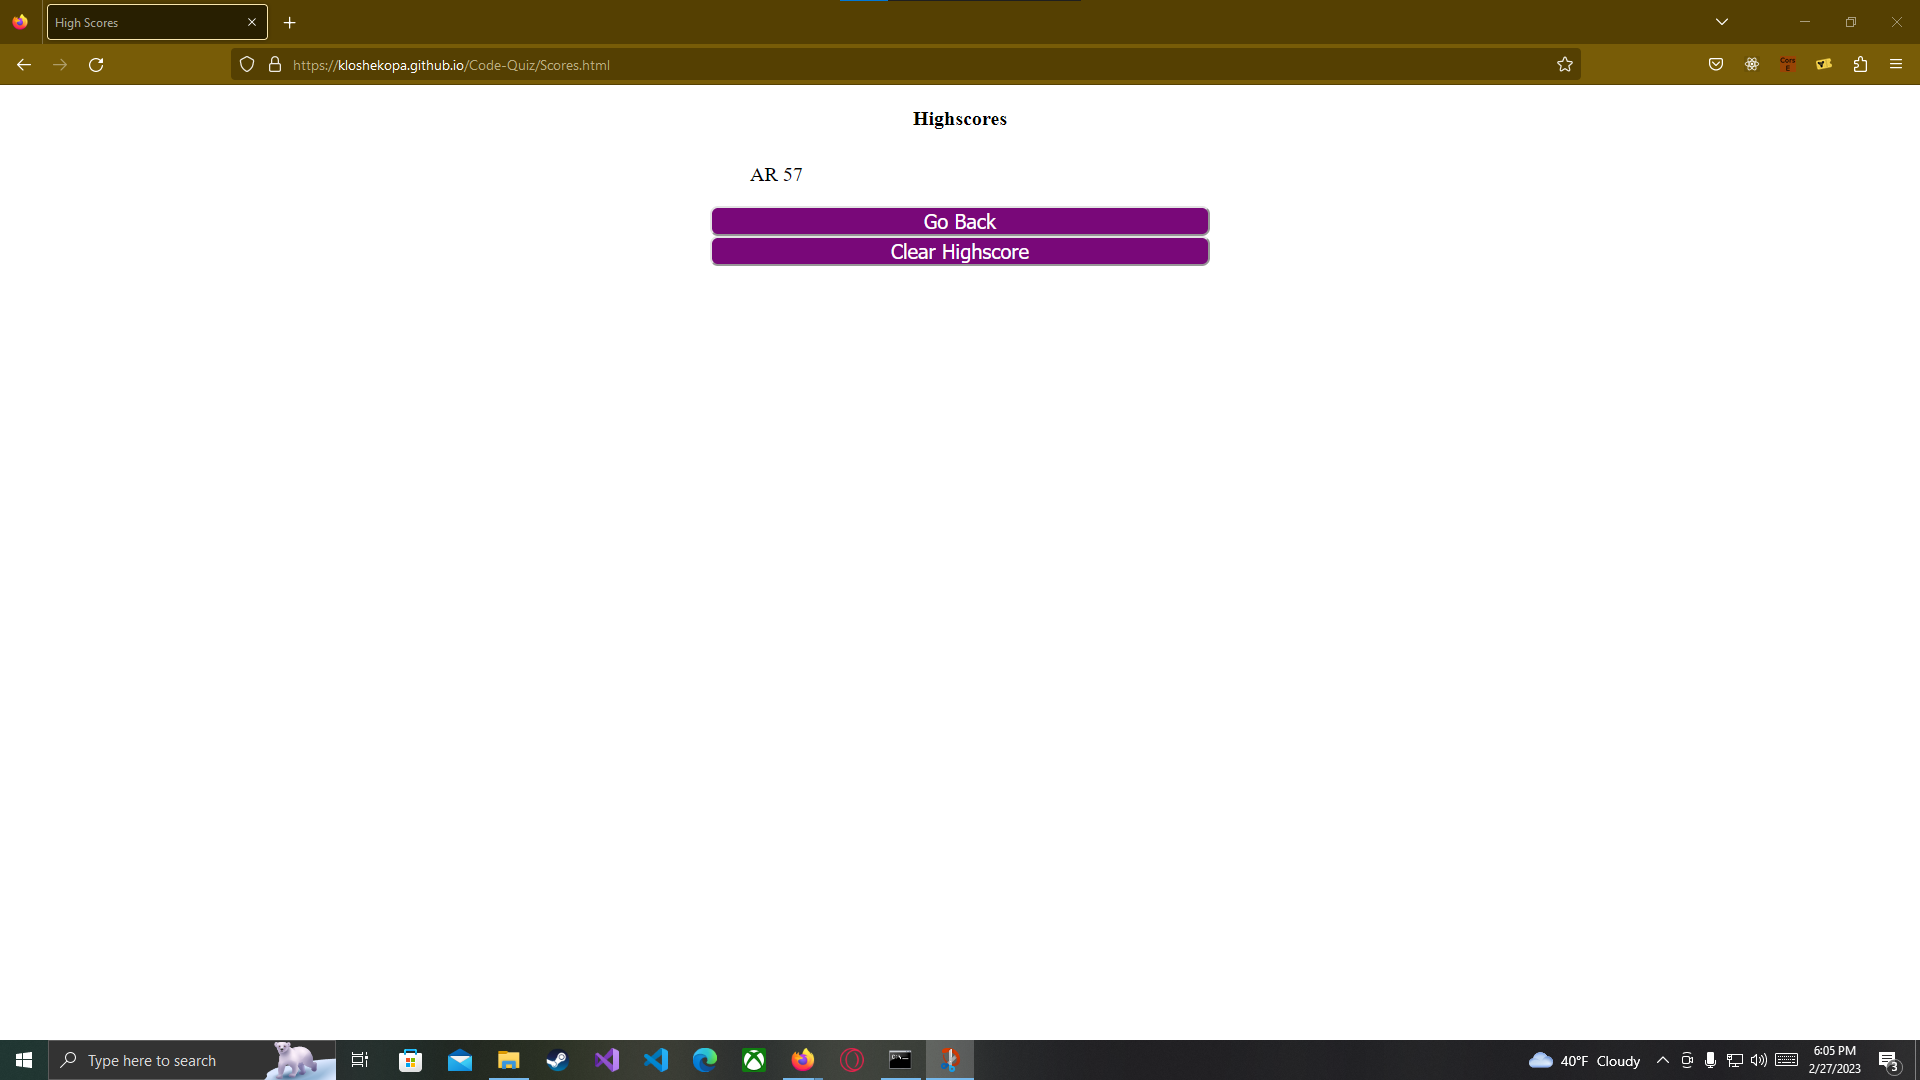 High Scores
https://kloshekopa.github.io/Code-Quiz/Scores.html
Highscores
AR 57
Go Back
Clear Highscore
Type here to search
40°F Cloudy
6:05 PM
2/27/2023
3